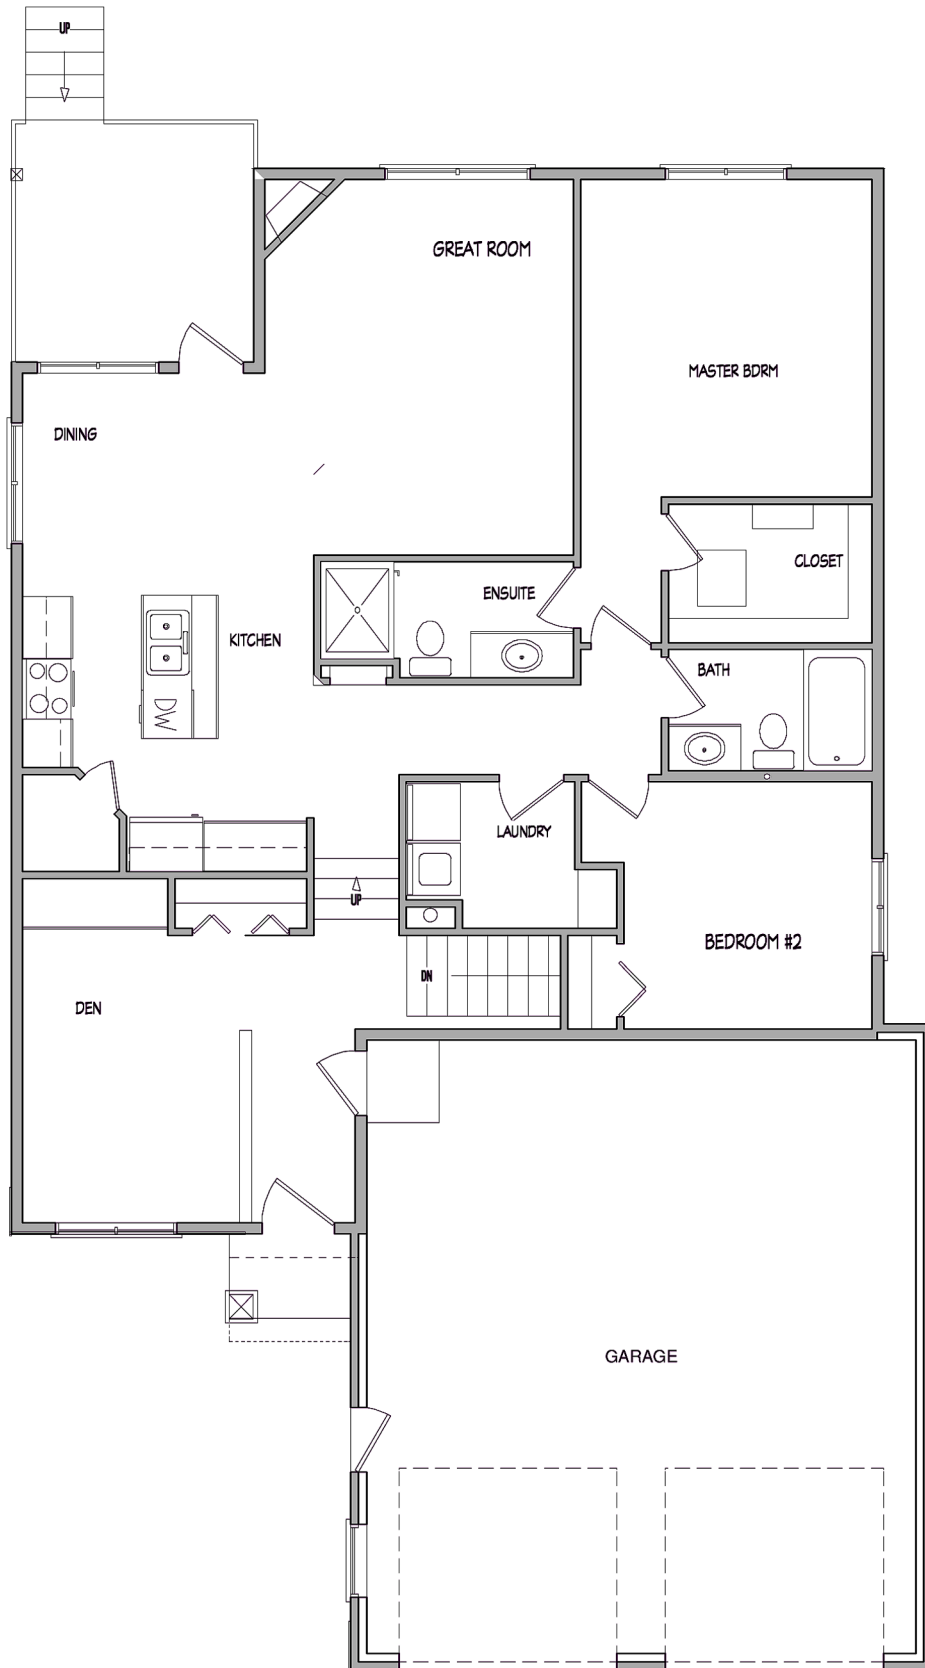 UP
GREAT ROOM
MASTER BDRM
DINING
CLOSET
ENSUITE
KITCHEN
BATH
DW
LAUNDRY
UP
BEDROOM #2
DN
DEN
GARAGE